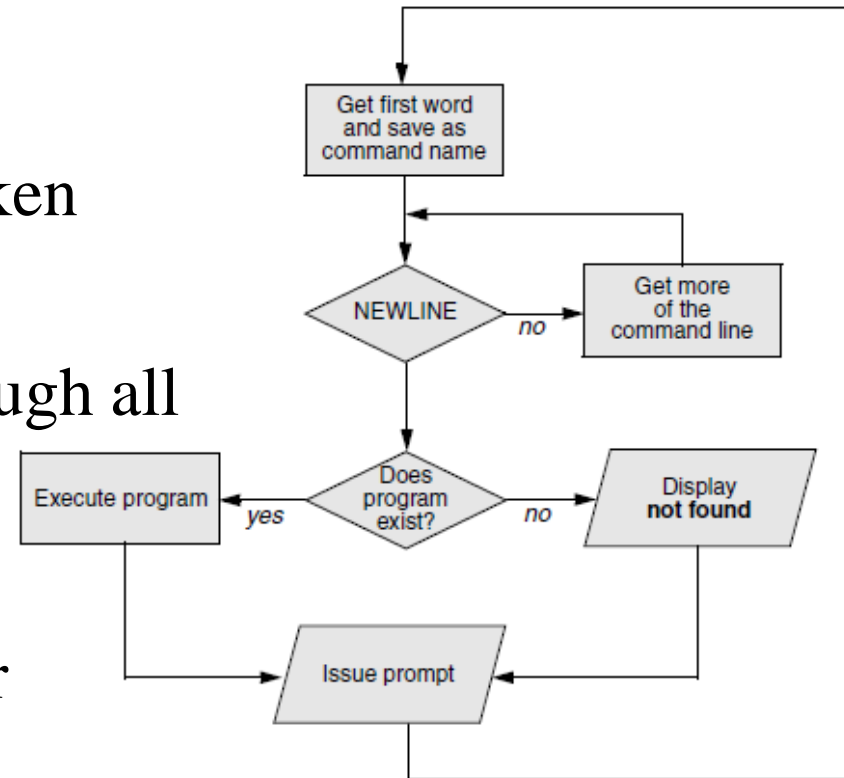 Get first word
and save as
command name
ken
NEWLINE
no
Get more
of the
command line
ugh all
Execute program
yes
Does
program
exist?
no
Display
not found
r
Issue prompt